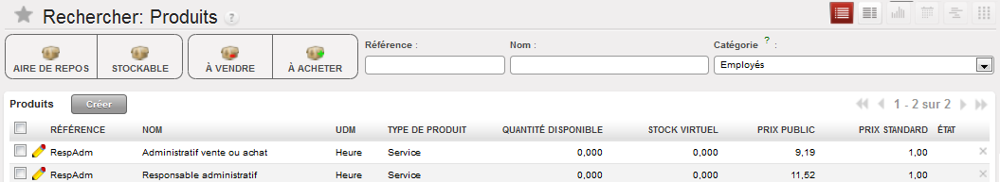 Rechercher: Produits ?
AIRE DE REPOS STOCKABLE À VENDRE À ACHETER
Référence : Nom : Catégorie ? :
Employés
Produits Créer 1 - 2 sur 2
RÉFÉRENCE NOM UDM TYPE DE PRODUIT QUANTITÉ DISPONIBLE STOCK VIRTUEL PRIX PUBLIC PRIX STANDARD ÉTAT
RespAdm Administratif vente ou achat Heure Service 0,000 0,000 9,19 1,00
RespAdm Responsable administratif Heure Service 0,000 0,000 11,52 1,00